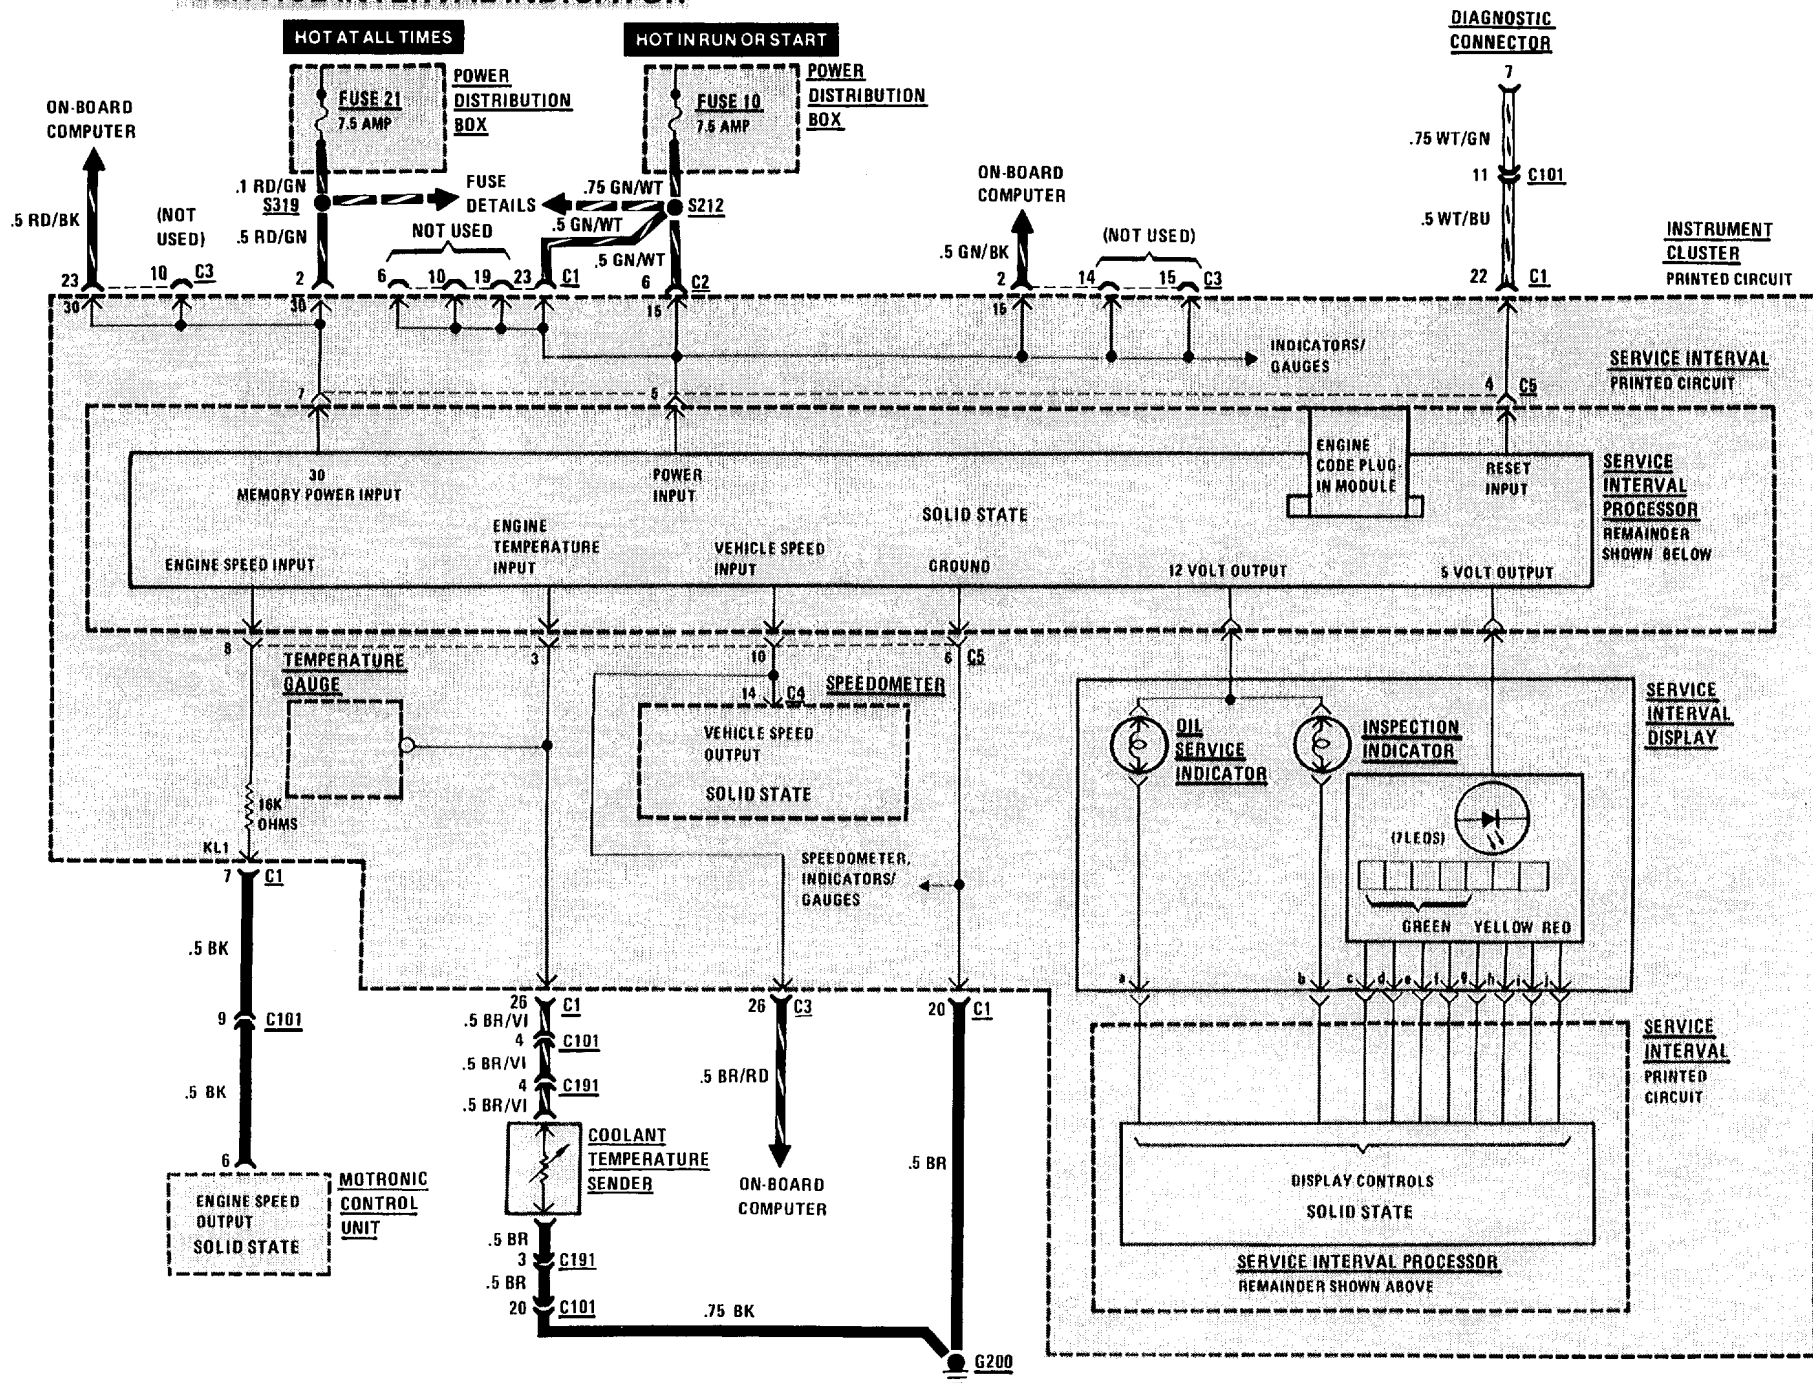 HOT AT ALL TIMES
HOT IN RUN OR START
DIAGNOSTIC
CONNECTOR
7
ON-BOARD
COMPUTER
FUSE 21
7.5 AMP
POWER
DISTRIBUTION
BOX
FUSE 10
7.5 AMP
POWER
DISTRIBUTION
BOX
.75 WT/GN
11
C101
.5 WT/BU
.5 RD/BK
(NOT
USED)
.1 RD/GN
S319
.5 RD/GN
FUSE
DETAILS
NOT USED
.75 GN/WT
S212
.5 GN/WT
.5 GN/WT
ON-BOARD
COMPUTER
.5 GN/BK
(NOT USED)
INSTRUMENT
CLUSTER
PRINTED CIRCUIT
23
10
C3
2
6
10
19
23
C1
6
C2
2
14
15
C3
22
C1
30
30
15
15
INDICATORS/
GAUGES
SERVICE INTERVAL
PRINTED CIRCUIT
7
5
4
C5
30
MEMORY POWER INPUT
POWER
INPUT
SOLID STATE
ENGINE
CODE PLUG-
IN MODULE
RESET
INPUT
SERVICE
INTERVAL
PROCESSOR
REMAINDER
SHOWN BELOW
ENGINE SPEED INPUT
ENGINE
TEMPERATURE
INPUT
VEHICLE SPEED
INPUT
GROUND
12 VOLT OUTPUT
5 VOLT OUTPUT
8
3
10
6
C5
TEMPERATURE
GAUGE
14
C4
SPEEDOMETER
VEHICLE SPEED
OUTPUT
SOLID STATE
OIL
SERVICE
INDICATOR
INSPECTION
INDICATOR
SERVICE
INTERVAL
DISPLAY
16K
OHMS
KL1
7
C1
SPEEDOMETER,
INDICATORS/
GAUGES
(7LEDS)
GREEN
YELLOW
RED
.5 BK
9
C101
.5 BK
6
ENGINE SPEED
OUTPUT
SOLID STATE
MOTRONIC
CONTROL
UNIT
26
C1
.5 BR/VI
4
C101
.5 BR/VI
4
C191
.5 BR/VI
COOLANT
TEMPERATURE
SENDER
.5 BR
3
C191
.5 BR
20
C101
.75 BK
26
C3
.5 BR/RD
ON-BOARD
COMPUTER
20
C1
.5 BR
G200
a
b
c
d
e
f
g
h
i
j
SERVICE
INTERVAL
PRINTED
CIRCUIT
DISPLAY CONTROLS
SOLID STATE
SERVICE INTERVAL PROCESSOR
REMAINDER SHOWN ABOVE